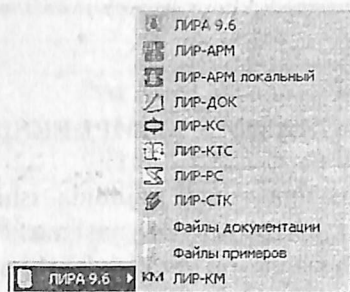 ЛИРА 9.6
ЛИР-АРМ
ЛИР-АРМ локальный
ЛИР-ДОК
ЛИР-КС
ЛИР-КТС
ЛИР-РС
ЛИР-СТК
Файлы документации
Файлы примеров
ЛИРА 9.6
КМ ЛИР-КМ